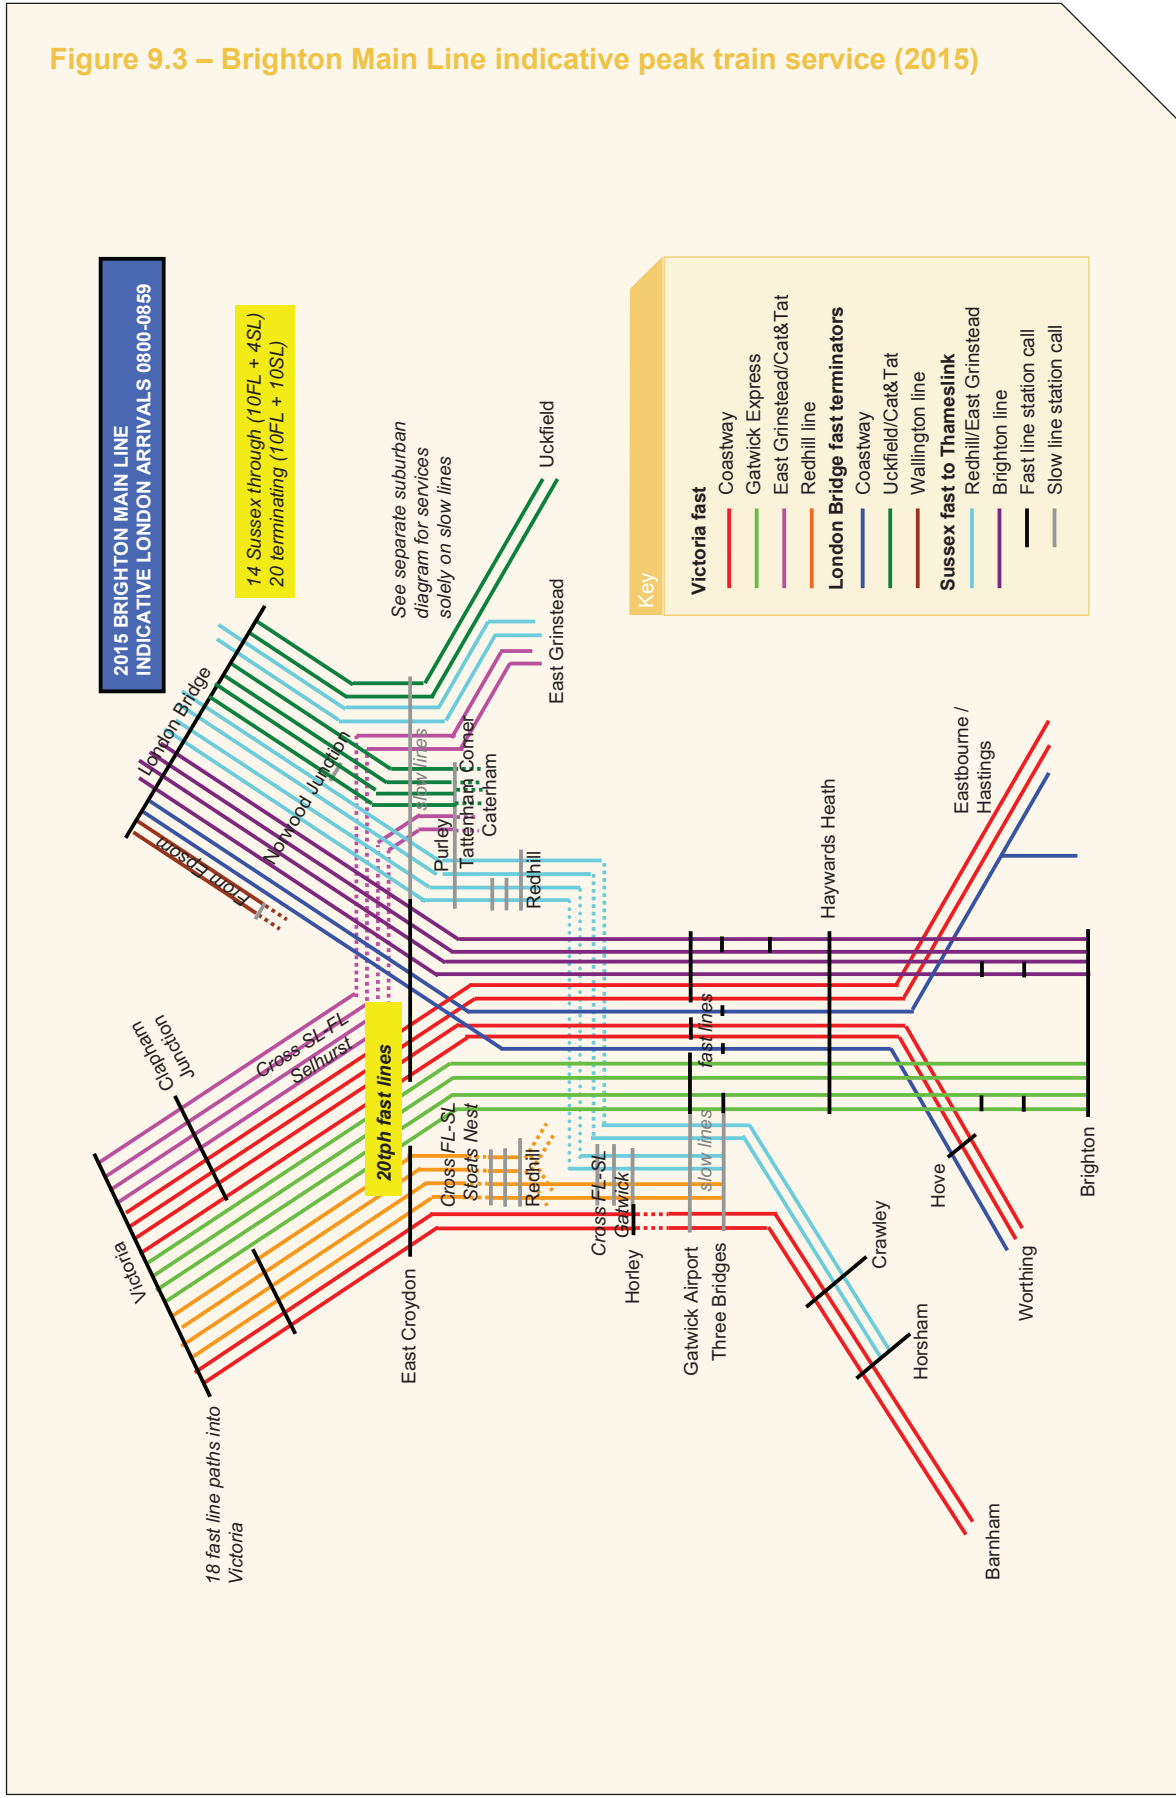 Figure 9.3 – Brighton Main Line indicative peak train service (2015)
2015 BRIGHTON MAIN LINE
INDICATIVE LONDON ARRIVALS 0800-0859
14 Sussex through (10FL + 4SL)
20 terminating (10FL + 10SL)
London Bridge
From Epsom
Norwood Junction
Clapham
Junction
Victoria
18 fast line paths into
Victoria
Cross SL-FL
Selhurst
20tph fast lines
See separate suburban
diagram for services
solely on slow lines
Uckfield
East Grinstead
slow lines
Purley
Tattenham Corner
Caterham
Redhill
East Croydon
Cross FL-SL
Stoats Nest
Redhill
Cross FL-SL
Gatwick
Horley
Gatwick Airport
Three Bridges
fast lines
slow lines
Haywards Heath
Eastbourne /
Hastings
Crawley
Horsham
Hove
Worthing
Barnham
Brighton
Key
Victoria fast
Coastway
Gatwick Express
East Grinstead/Cat&Tat
Redhill line
London Bridge fast terminators
Coastway
Uckfield/Cat&Tat
Wallington line
Sussex fast to Thameslink
Redhill/East Grinstead
Brighton line
Fast line station call
Slow line station call